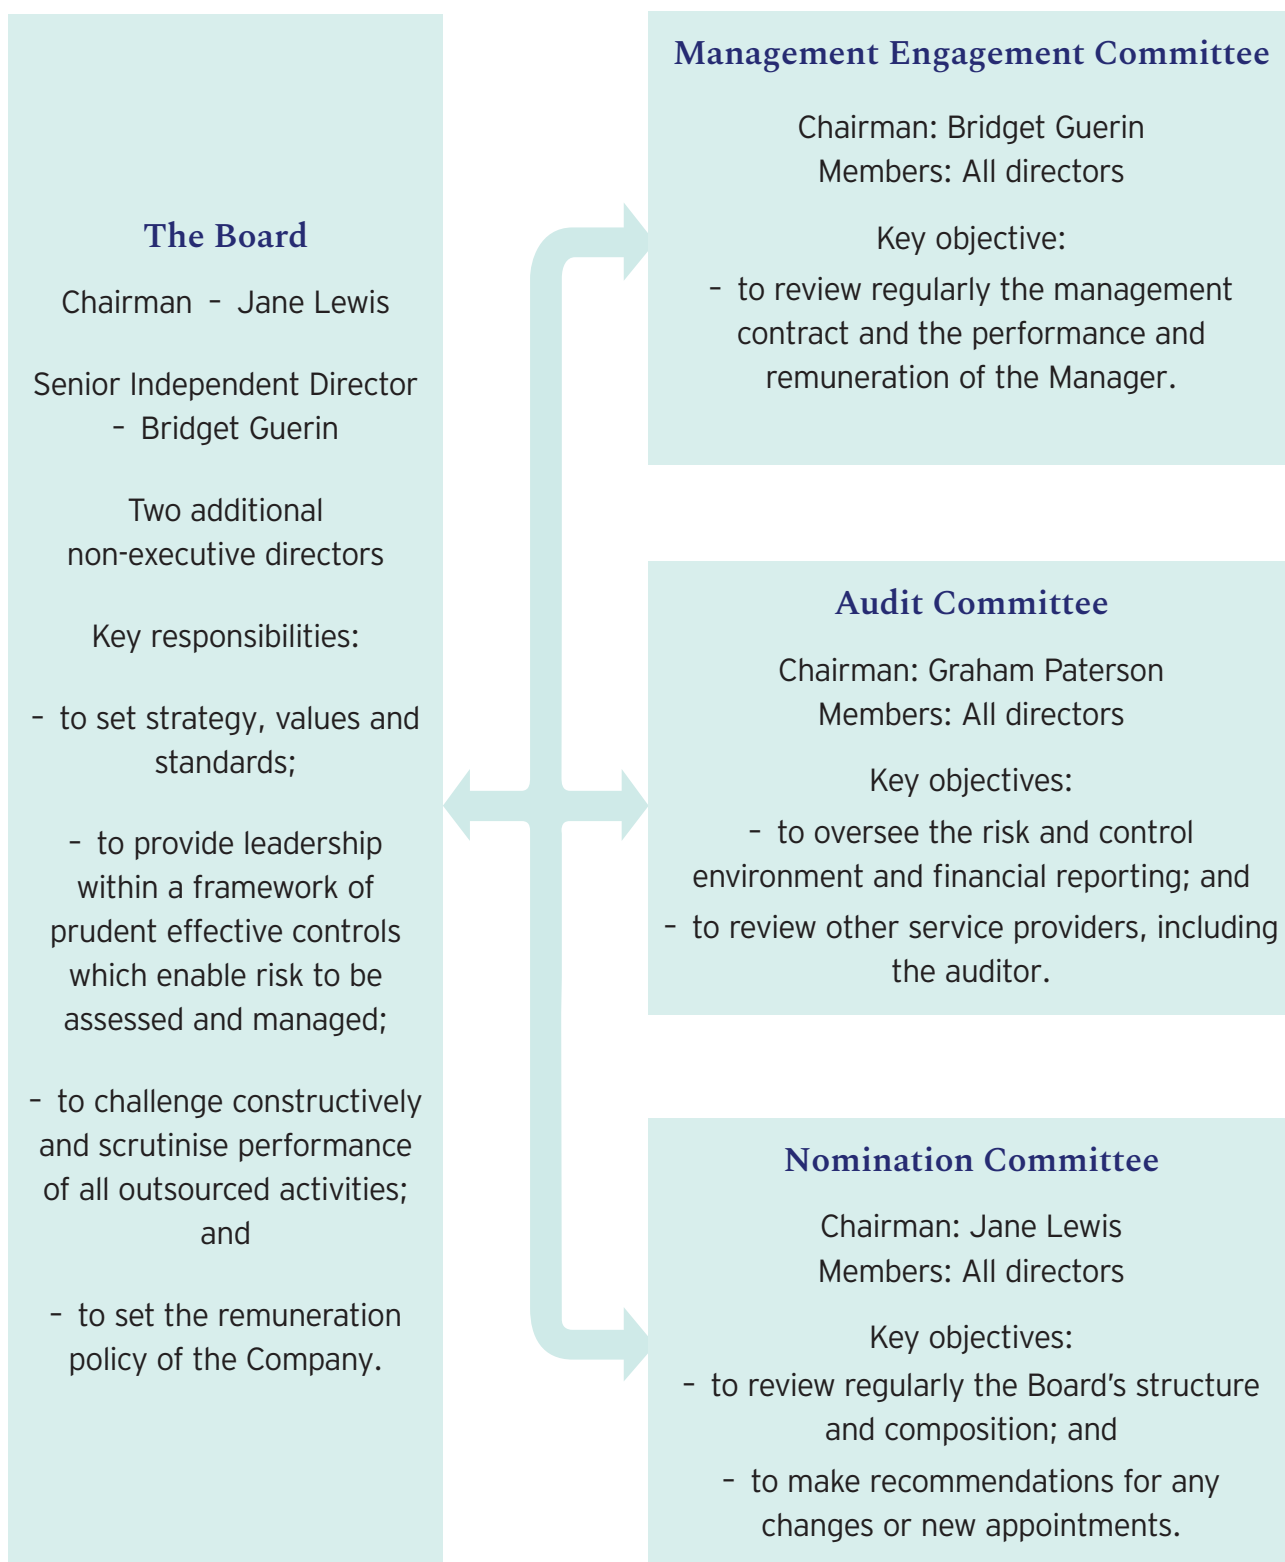 The Board
Chairman – Jane Lewis
Senior Independent Director
– Bridget Guerin
Two additional
non-executive directors
Key responsibilities:
– to set strategy, values and
standards;
– to provide leadership
within a framework of
prudent effective controls
which enable risk to be
assessed and managed;
– to challenge constructively
and scrutinise performance
of all outsourced activities;
and
– to set the remuneration
policy of the Company.
Management Engagement Committee
Chairman: Bridget Guerin
Members: All directors
Key objective:
– to review regularly the management
contract and the performance and
remuneration of the Manager.
Audit Committee
Chairman: Graham Paterson
Members: All directors
Key objectives:
– to oversee the risk and control
environment and financial reporting; and
– to review other service providers, including
the auditor.
Nomination Committee
Chairman: Jane Lewis
Members: All directors
Key objectives:
– to review regularly the Board's structure
and composition; and
– to make recommendations for any
changes or new appointments.